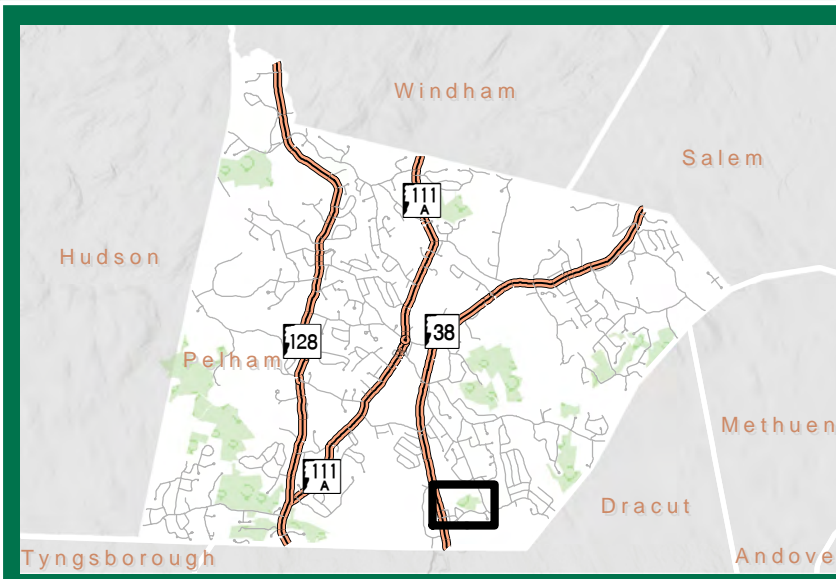 Windham
Salem
111
A
Hudson
38
128
Pelham
Methuen
111
A
Dracut
Tyngsborough
Andove